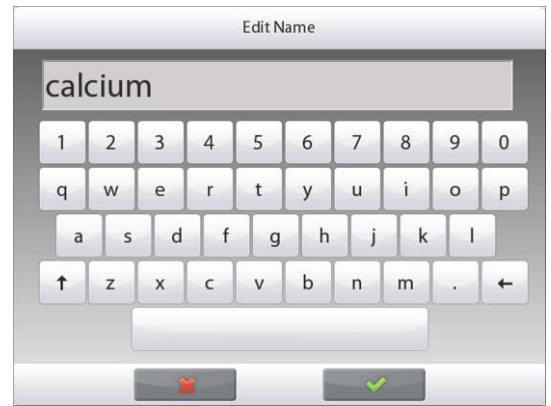 Edit Name
calcium
1 2 3 4 5 6 7 8 9 0
q w e r t y u i o p
a s d f g h j k l
↑ z x c v b n m . ←